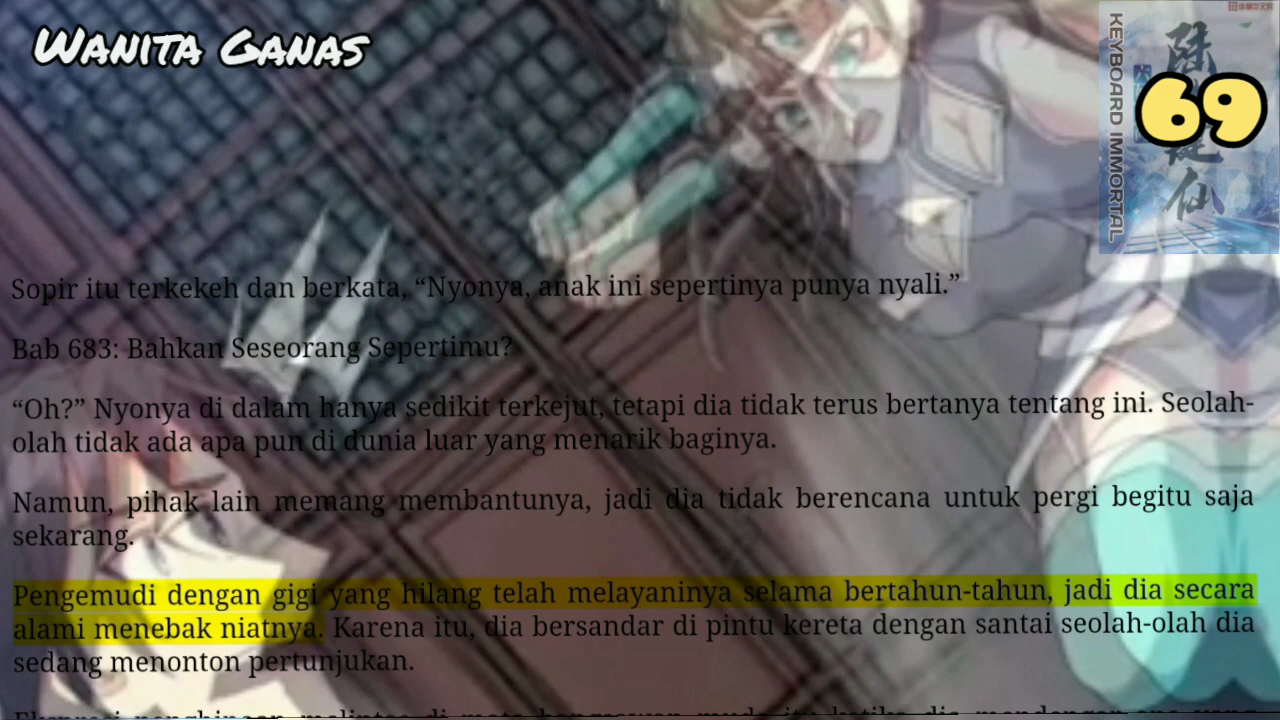 Wanita Ganas
69
KEYBOARD IMMORTAL
Sopir itu terkekeh dan berkata, “Nyonya, anak ini sepertinya punya nyali.”
Bab 683: Bahkan Seseorang Sepertimu?
“Oh?” Nyonya di dalam hanya sedikit terkejut, tetapi dia tidak terus bertanya tentang ini. Seolah-
olah tidak ada apa pun di dunia luar yang menarik baginya.
Namun, pihak lain memang membantunya, jadi dia tidak berencana untuk pergi begitu saja
sekarang.
Pengemudi dengan gigi yang hilang telah melayaninya selama bertahun-tahun, jadi dia secara
alami menebak niatnya. Karena itu, dia bersandar di pintu kereta dengan santai seolah-olah dia
sedang menonton pertunjukan.